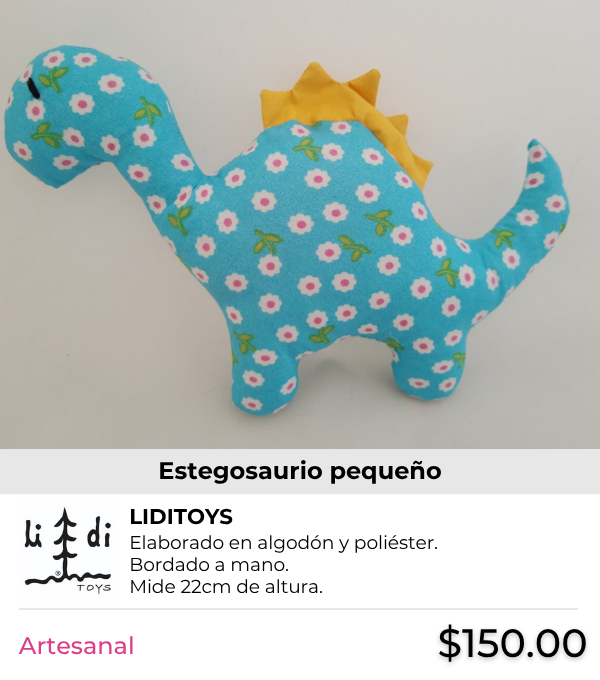 Estegosaurio pequeño
LIDITOYS
li di
Elaborado en algodón y poliéster.
Bordado a mano.
Mide 22cm de altura.
®
TOYS
Artesanal
$150.00